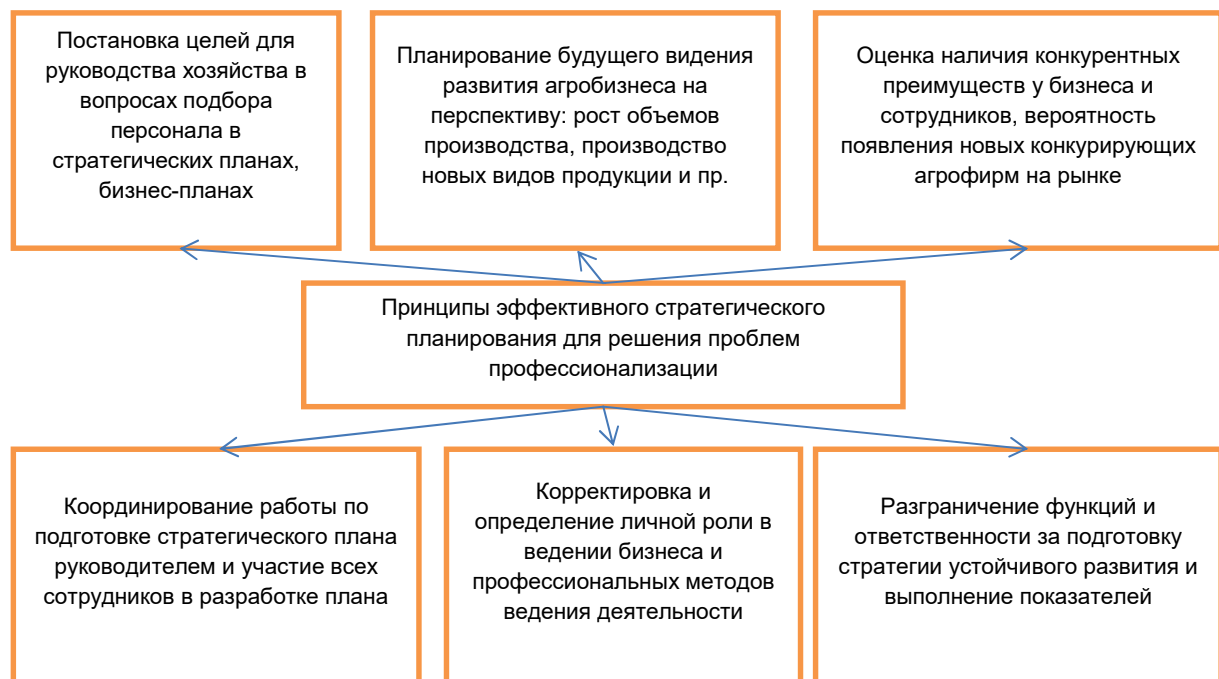 Постановка целей для
руководства хозяйства в
вопросах подбора
персонала в
стратегических планах,
бизнес-планах
Планирование будущего видения
развития агробизнеса на
перспективу: рост объемов
производства, производство
новых видов продукции и пр.
Оценка наличия конкурентных
преимуществ у бизнеса и
сотрудников, вероятность
появления новых конкурирующих
агрофирм на рынке
Принципы эффективного стратегического
планирования для решения проблем
профессионализации
Координирование работы по
подготовке стратегического плана
руководителем и участие всех
сотрудников в разработке плана
Корректировка и
определение личной роли в
ведении бизнеса и
профессиональных методов
ведения деятельности
Разграничение функций и
ответственности за подготовку
стратегии устойчивого развития и
выполнение показателей